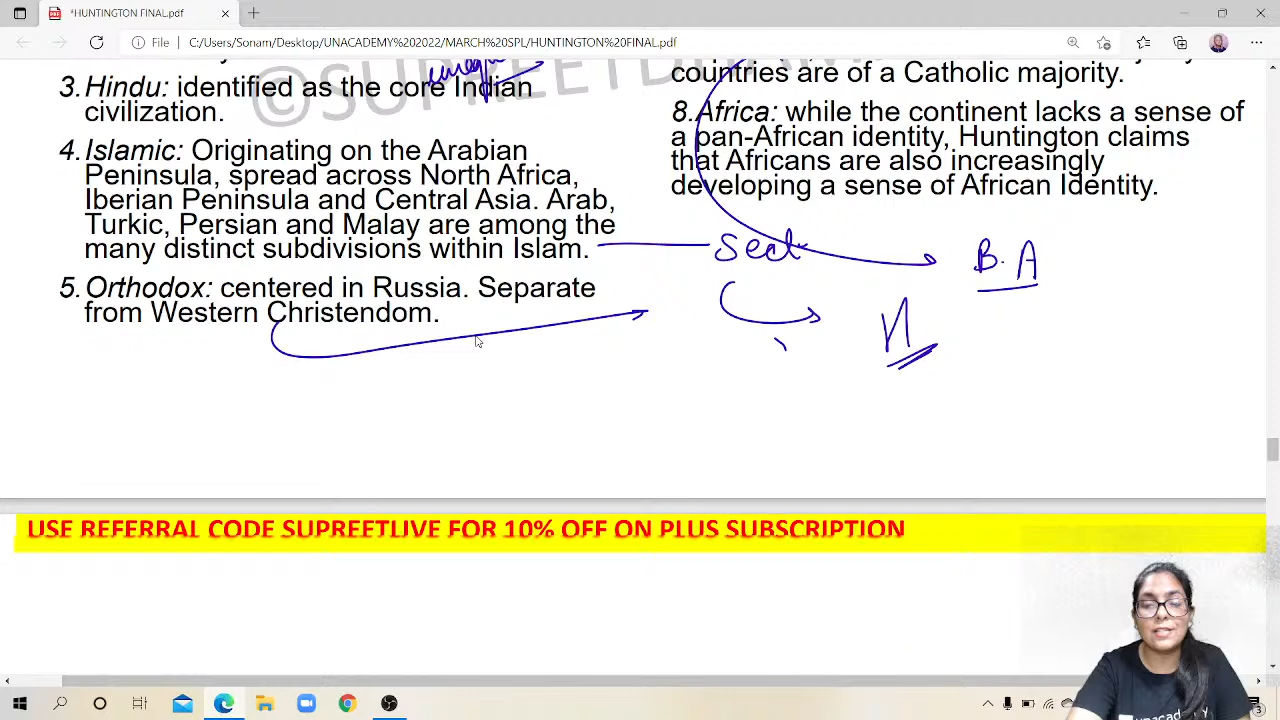 *HUNTINGTON FINAL.pdf
File
C:/Users/Sonam/Desktop/UNACADEMY%202022/MARCH%20SPL/HUNTINGTON%20FINAL.pdf
©SUPREETDHAM
3. Hindu: identified as the core Indian
civilization.
4. Islamic: Originating on the Arabian
Peninsula, spread across North Africa,
Iberian Peninsula and Central Asia. Arab,
Turkic, Persian and Malay are among the
many distinct subdivisions within Islam.
5. Orthodox: centered in Russia. Separate
from Western Christendom.
countries are of a Catholic majority.
8. Africa: while the continent lacks a sense of
a pan-African identity, Huntington claims
that Africans are also increasingly
developing a sense of African Identity.
Sect
B. A
USE REFERRAL CODE SUPREETLIVE FOR 10% OFF ON PLUS SUBSCRIPTION
unacademy
3